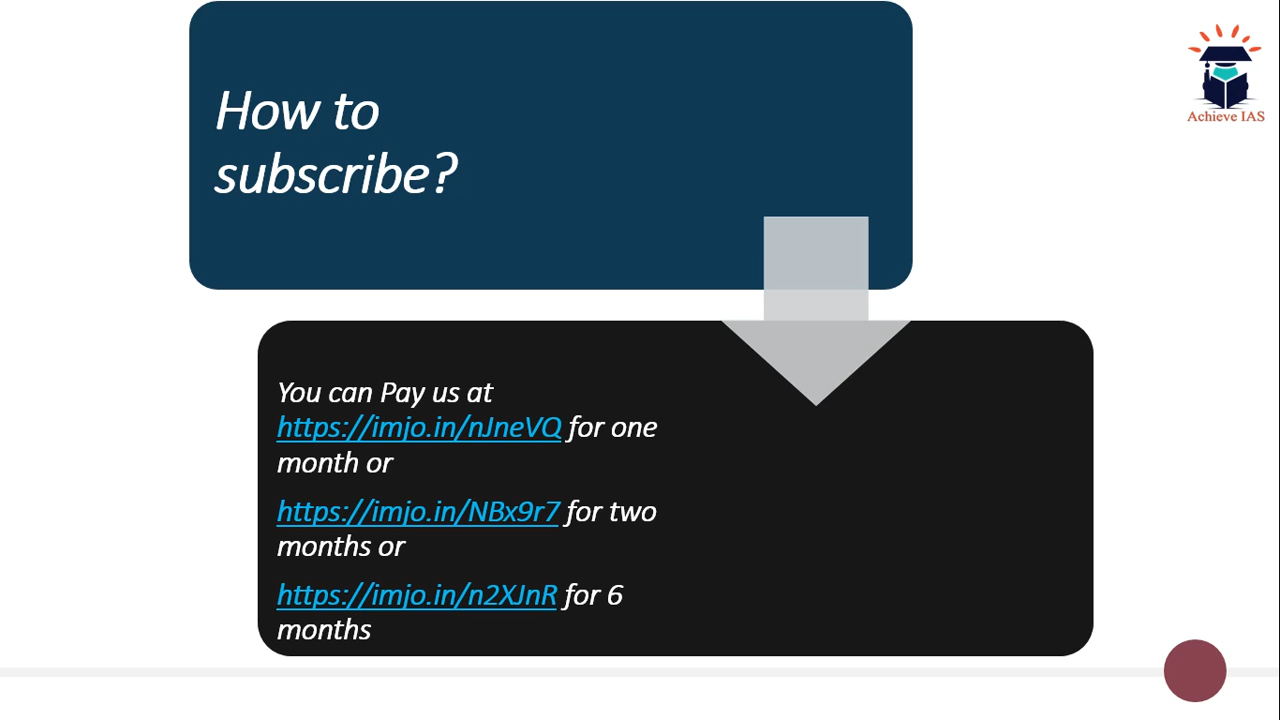 How to
subscribe?
Achieve IAS
You can Pay us at
https://imjo.in/nJneVQ for one
month or
https://imjo.in/NBx9r7 for two
months or
https://imjo.in/n2XJnR for 6
months